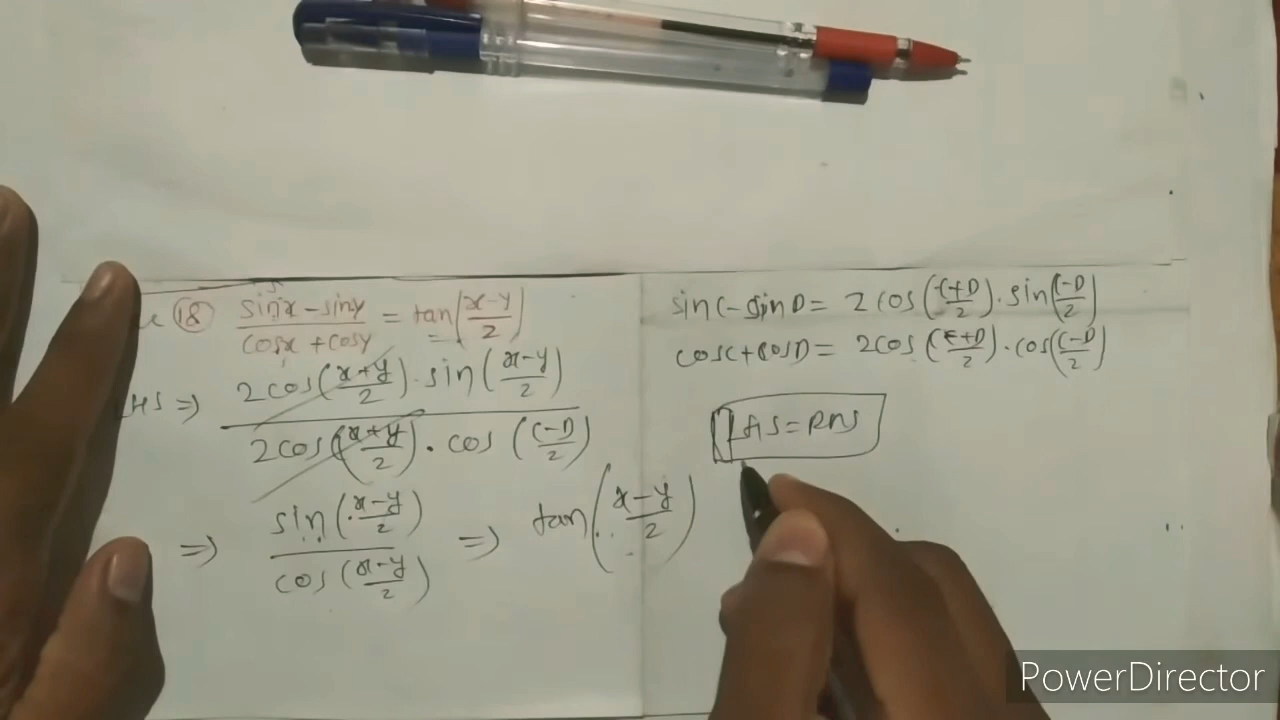 ⑱ sinx - siny / cosx + cosy = tan(x-y/2)
LHS ⇒ 2cos(x+y/2) · sin(x-y/2) / 2cos(x+y/2) · cos(C-D/2)
⇒ sin(x-y/2) / cos(x-y/2) ⇒ tan(x-y/2)
sinC - sinD = 2cos(C+D/2) · sin(C-D/2)
cosC + cosD = 2cos(C+D/2) · cos(C-D/2)
LHS = RHS
PowerDirector